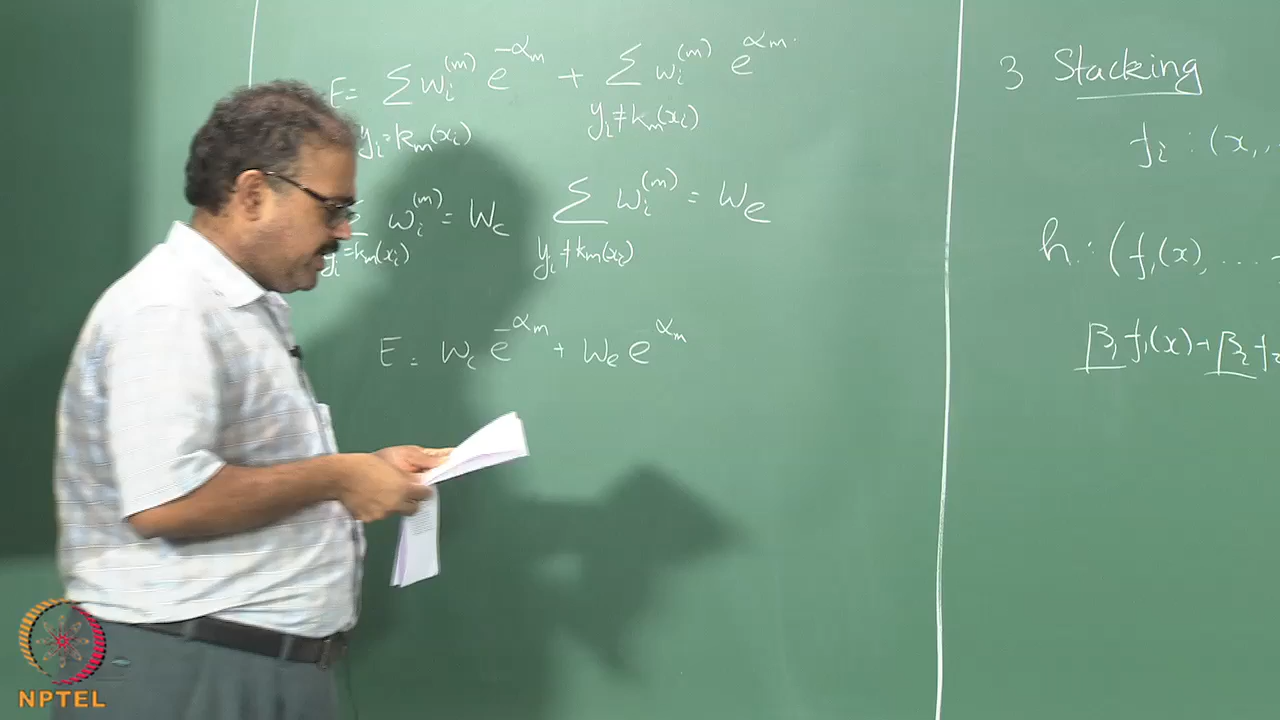 E = Σ w_i^(m) e^{-α_m} + Σ w_i^(m) e^{α_m}
y_i = k_m(x_i) y_i ≠ k_m(x_i)
Σ w_i^(m) = W_c Σ w_i^(m) = W_e
y_i = k_m(x_i) y_i ≠ k_m(x_i)
E = W_c e^{-α_m} + W_e e^{α_m}
3 Stacking
f_i : (x,..
h : (f_1(x), ....
β_1 f_1(x) + β_2 f_2
NPTEL